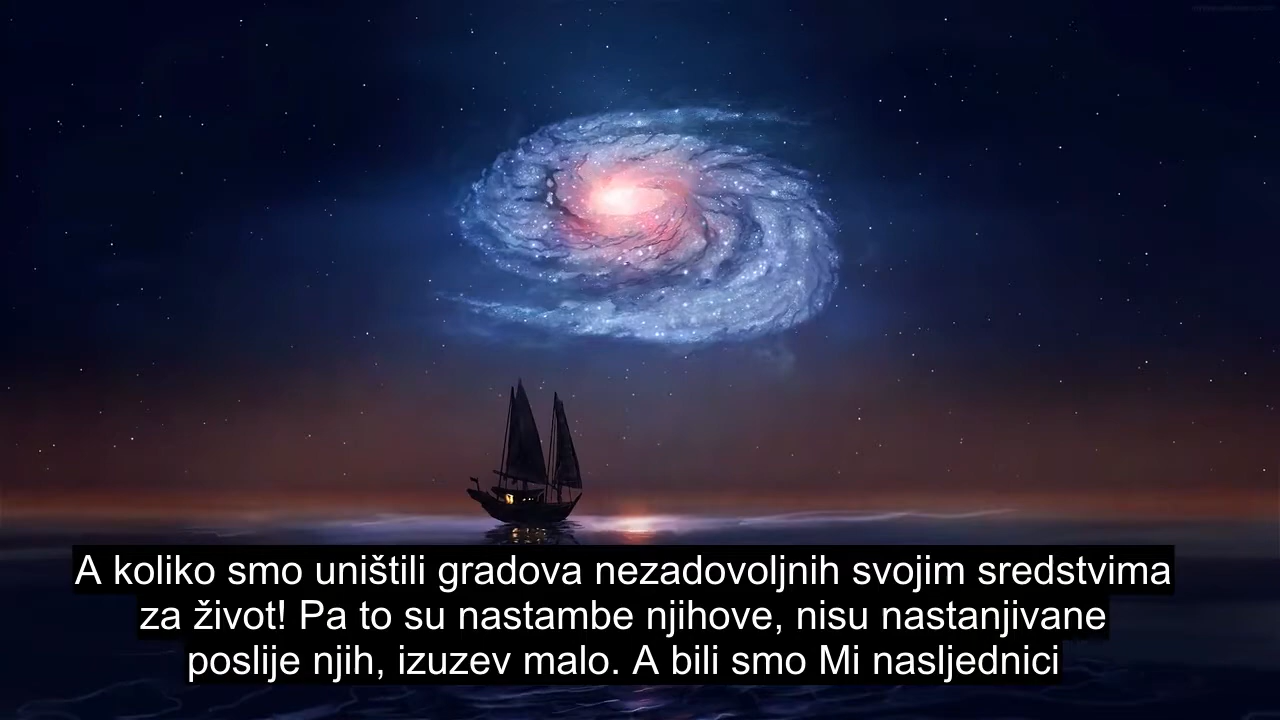 A koliko smo uništili gradova nezadovoljnih svojim sredstvima
za život! Pa to su nastambe njihove, nisu nastanjivane
poslije njih, izuzev malo. A bili smo Mi nasljednici